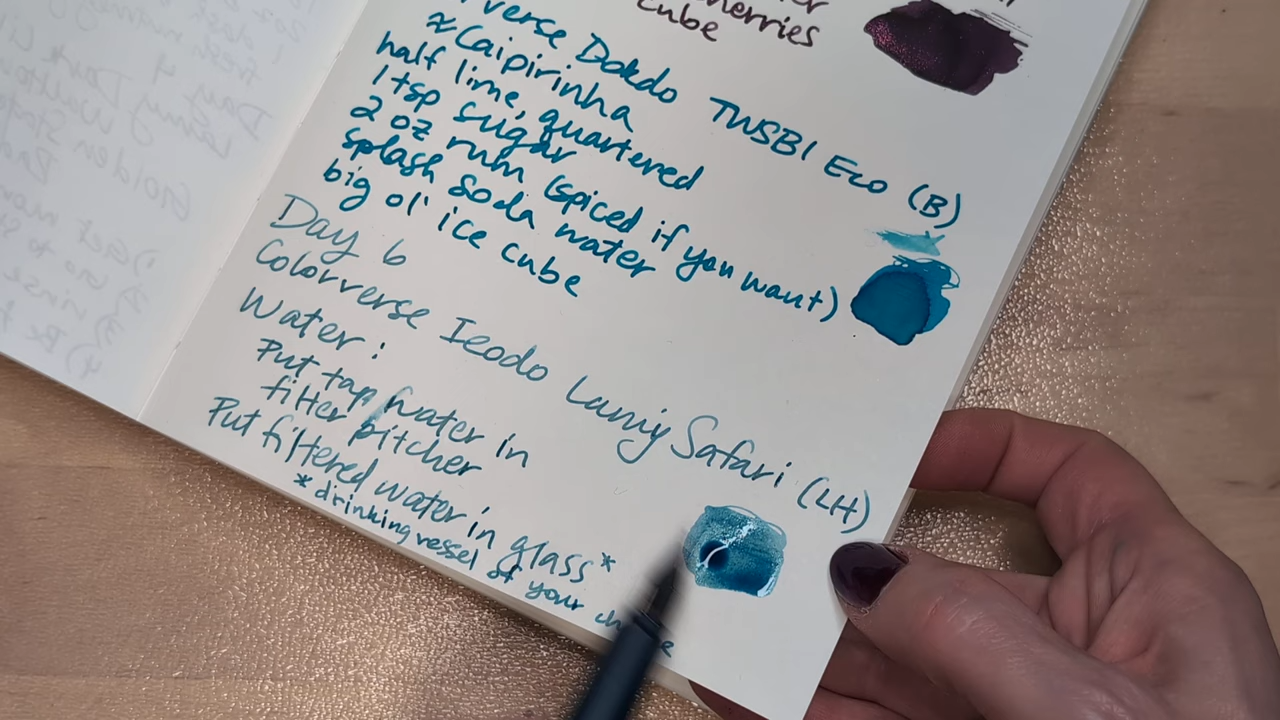 cherries
cube
verse Dokdo TWSBI Eco (B)
≈ Caipirinha
half lime, quartered
1 tsp sugar
2 oz rum (spiced if you want)
splash soda water
big ol' ice cube
Day 6
Colorverse Ieodo Lamy Safari (LH)
Water:
Put tap water in
filter pitcher
Put filtered water in glass*
*drinking vessel of your